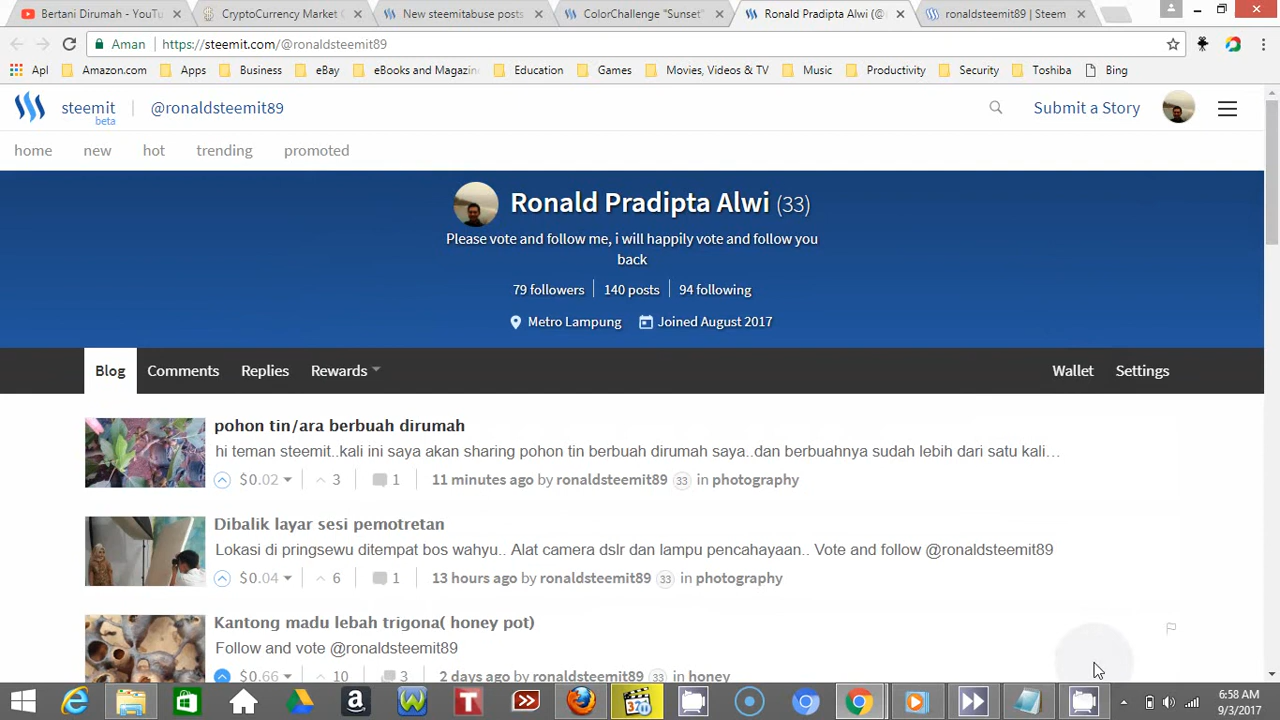 Bertani Dirumah - YouTu
CryptoCurrency Market
New steemitabuse posts
ColorChallenge "Sunset"
Ronald Pradipta Alwi (@
ronaldsteemit89 | Steem
Aman
https://steemit.com/@ronaldsteemit89
Apl
Amazon.com
Apps
Business
eBay
eBooks and Magazin
Education
Games
Movies, Videos & TV
Music
Productivity
Security
Toshiba
Bing
steemit
beta
@ronaldsteemit89
Submit a Story
home
new
hot
trending
promoted
Ronald Pradipta Alwi (33)
Please vote and follow me, i will happily vote and follow you
back
79 followers
140 posts
94 following
Metro Lampung
Joined August 2017
Blog
Comments
Replies
Rewards
Wallet
Settings
pohon tin/ara berbuah dirumah
hi teman steemit..kali ini saya akan sharing pohon tin berbuah dirumah saya..dan berbuahnya sudah lebih dari satu kali…
$0.02 3 1 11 minutes ago by ronaldsteemit89 33 in photography
Dibalik layar sesi pemotretan
Lokasi di pringsewu ditempat bos wahyu.. Alat camera dslr dan lampu pencahayaan.. Vote and follow @ronaldsteemit89
$0.04 6 1 13 hours ago by ronaldsteemit89 33 in photography
Kantong madu lebah trigona( honey pot)
Follow and vote @ronaldsteemit89
$0.66 10 3 2 days ago by ronaldsteemit89 33 in honey
6:58 AM
9/3/2017